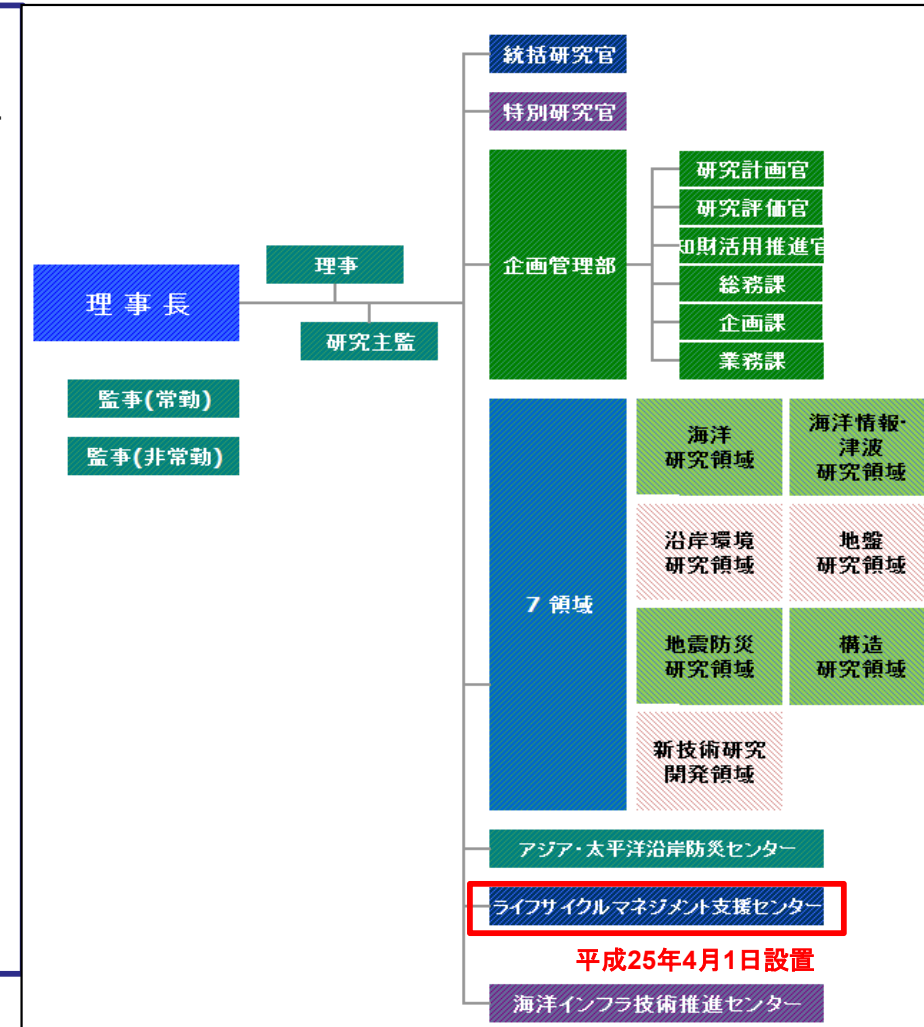 統括研究官
特別研究官
企画管理部
研究計画官
研究評価官
知財活用推進官
総務課
企画課
業務課
理事
理 事 長
研究主監
監事(常勤)
監事(非常勤)
7 領域
海洋
研究領域
海洋情報・
津波
研究領域
沿岸環境
研究領域
地盤
研究領域
地震防災
研究領域
構造
研究領域
新技術研究
開発領域
アジア・太平洋沿岸防災センター
ライフサイクルマネジメント支援センター
平成25年4月1日設置
海洋インフラ技術推進センター